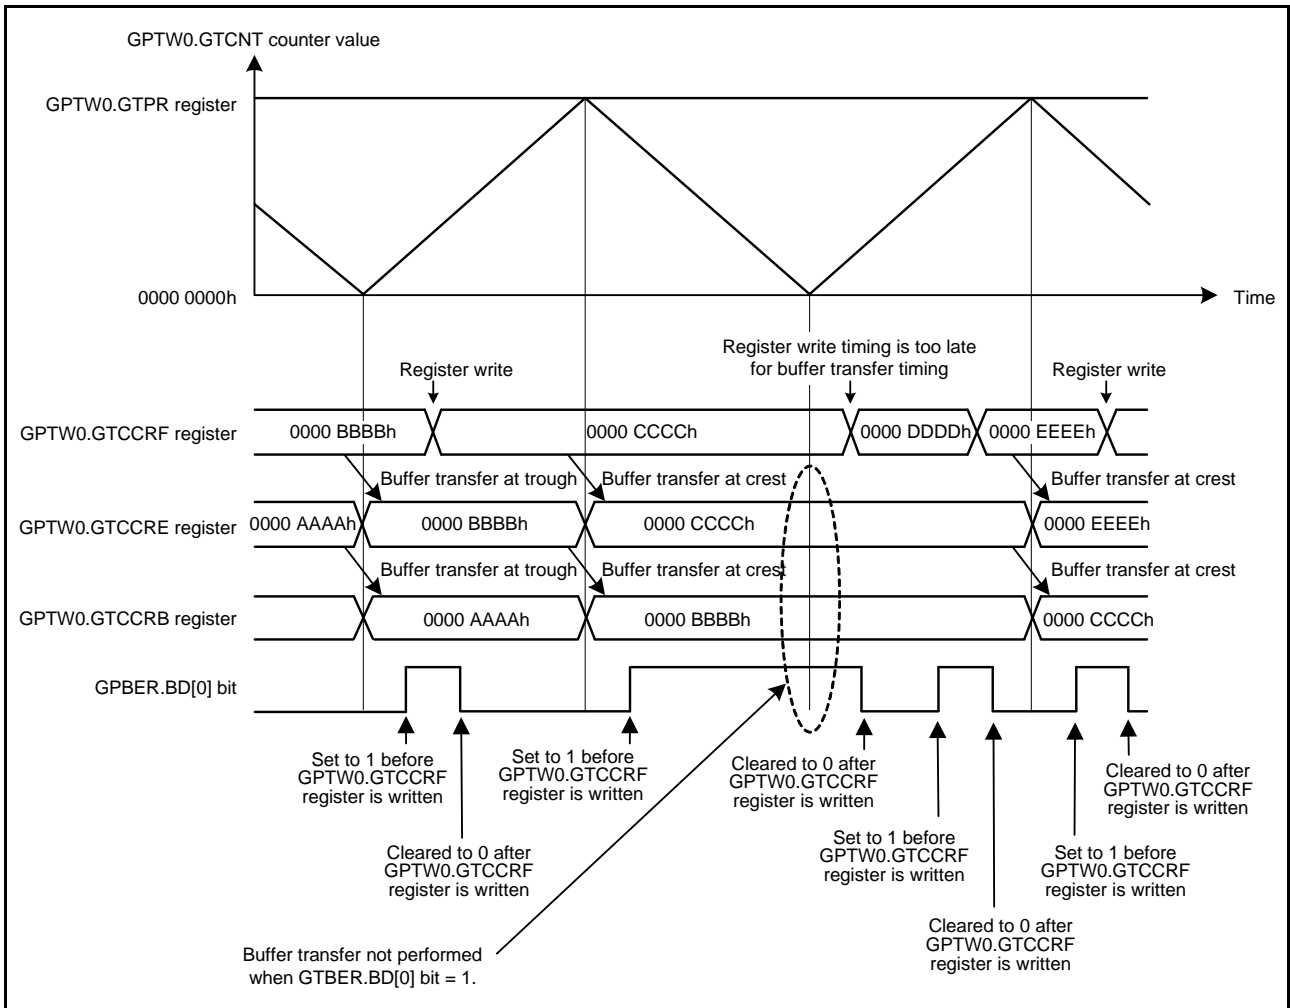 GPTW0.GTCNT counter value
GPTW0.GTPR register
0000 0000h
Time
Register write
Register write timing is too late
for buffer transfer timing
Register write
GPTW0.GTCCRF register
0000 BBBBh
0000 CCCCh
0000 DDDDh
0000 EEEEh
Buffer transfer at trough
Buffer transfer at crest
Buffer transfer at crest
GPTW0.GTCCRE register
0000 AAAAh
0000 BBBBh
0000 CCCCh
0000 EEEEh
Buffer transfer at trough
Buffer transfer at crest
Buffer transfer at crest
GPTW0.GTCCRB register
0000 AAAAh
0000 BBBBh
0000 CCCCh
GPBER.BD[0] bit
Set to 1 before
GPTW0.GTCCRF
register is written
Set to 1 before
GPTW0.GTCCRF
register is written
Cleared to 0 after
GPTW0.GTCCRF
register is written
Cleared to 0 after
GPTW0.GTCCRF
register is written
Cleared to 0 after
GPTW0.GTCCRF
register is written
Set to 1 before
GPTW0.GTCCRF
register is written
Set to 1 before
GPTW0.GTCCRF
register is written
Cleared to 0 after
GPTW0.GTCCRF
register is written
Buffer transfer not performed
when GTBER.BD[0] bit = 1.